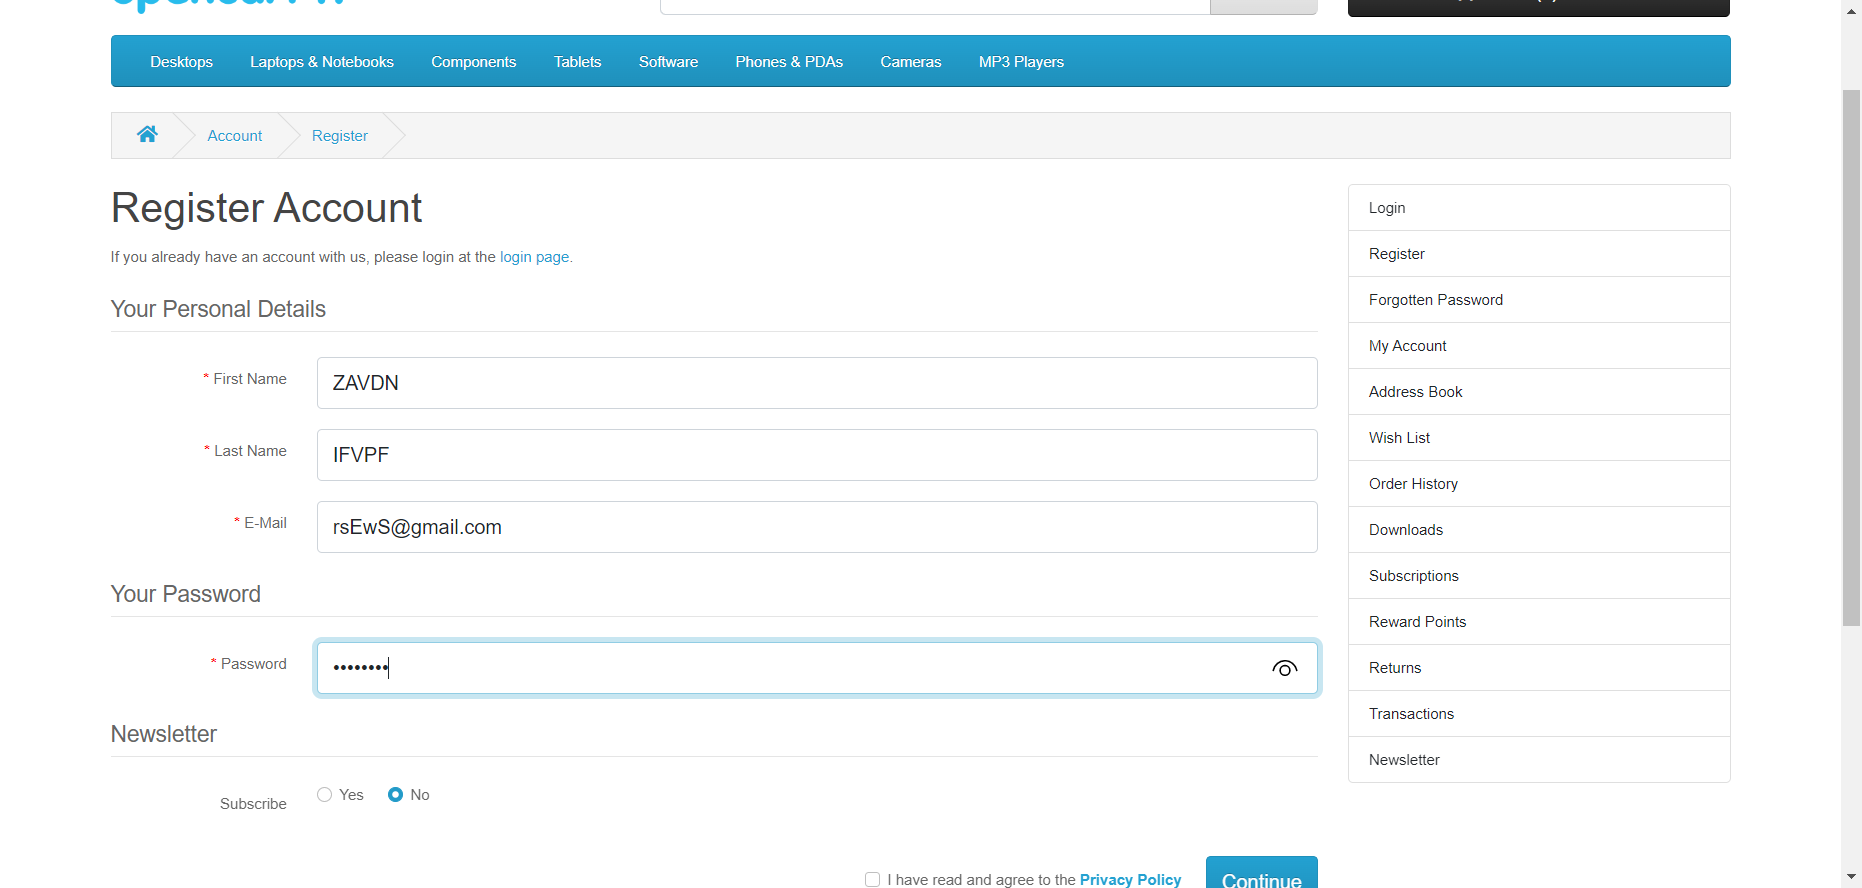 Desktops Laptops & Notebooks Components Tablets Software Phones & PDAs Cameras MP3 Players
Account Register
Register Account
If you already have an account with us, please login at the login page.
Your Personal Details
* First Name ZAVDN
* Last Name IFVPF
* E-Mail rsEwS@gmail.com
Your Password
* Password ••••••••
Newsletter
Subscribe Yes No
I have read and agree to the Privacy Policy Continue
Login
Register
Forgotten Password
My Account
Address Book
Wish List
Order History
Downloads
Subscriptions
Reward Points
Returns
Transactions
Newsletter